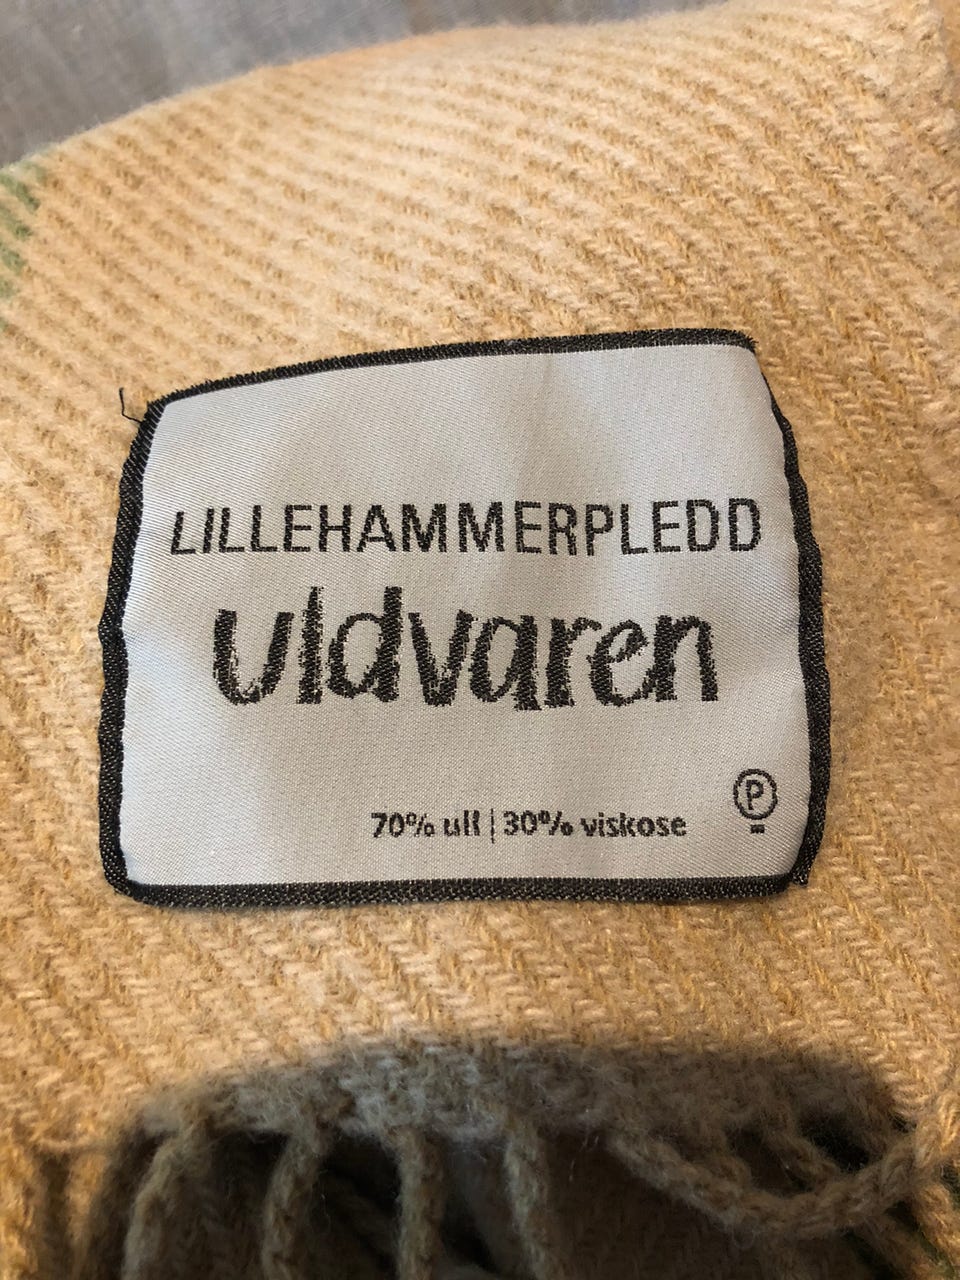 LILLEHAMMERPLEDD
uldvaren
70% ull | 30% viskose
P